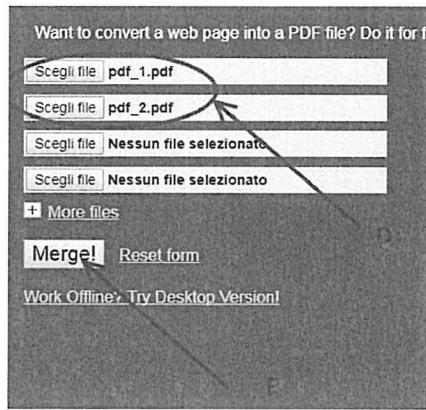 Want to convert a web page into a PDF file? Do it for f
Scegli file pdf_1.pdf
Scegli file pdf_2.pdf
Scegli file Nessun file selezionato
Scegli file Nessun file selezionato
+ More files
D
Merge! Reset form
Work Offline? Try Desktop Version!
E